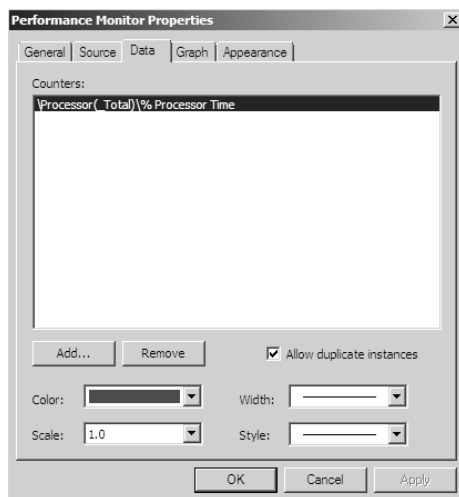 Performance Monitor Properties
General Source Data Graph Appearance
Counters:
\Processor(_Total)\% Processor Time
Add... Remove Allow duplicate instances
Color: Width:
Scale: 1.0 Style:
OK Cancel Apply